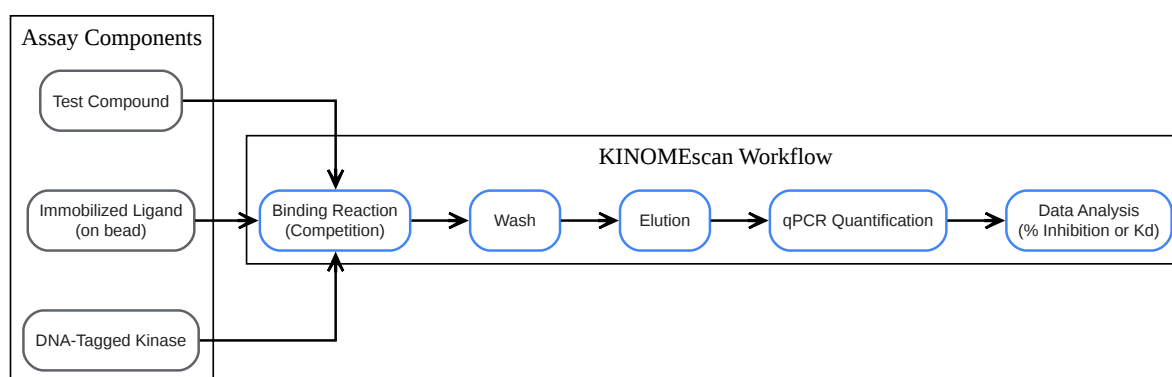 Assay Components
Test Compound
Immobilized Ligand
(on bead)
DNA-Tagged Kinase
KINOMEscan Workflow
Binding Reaction
(Competition)
Wash
Elution
qPCR Quantification
Data Analysis
(% Inhibition or Kd)